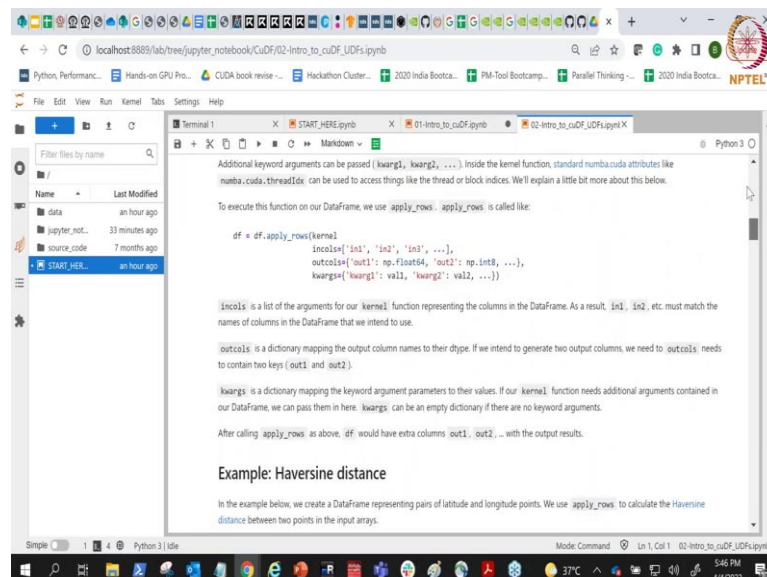 localhost:8889/lab/tree/jupyter_notebook/CuDF/02-Intro_to_cuDF_UDFs.ipynb
Python, Performanc... Hands-on GPU Pro... CUDA book revise -... Hackathon Cluster... 2020 India Bootca... PM-Tool Bootcamp... Parallel Thinking -... 2020 India Bootca...
NPTEL
File Edit View Run Kernel Tabs Settings Help
Terminal 1 START_HERE.ipynb 01-Intro_to_cuDF.ipynb 02-Intro_to_cuDF_UDFs.ipynb
Markdown Python 3
Filter files by name
/
Name Last Modified
data an hour ago
jupyter_not... 33 minutes ago
source_code 7 months ago
START_HER... an hour ago
Additional keyword arguments can be passed ( kwarg1, kwarg2, ... ). Inside the kernel function, standard numba.cuda attributes like
numba.cuda.threadIdx can be used to access things like the thread or block indices. We'll explain a little bit more about this below.
To execute this function on our DataFrame, we use apply_rows . apply_rows is called like:
df = df.apply_rows(kernel
incols=['in1', 'in2', 'in3', ...],
outcols={'out1': np.float64, 'out2': np.int8, ...},
kwargs={'kwarg1': val1, 'kwarg2': val2, ...})
incols is a list of the arguments for our kernel function representing the columns in the DataFrame. As a result, in1 , in2 , etc. must match the
names of columns in the DataFrame that we intend to use.
outcols is a dictionary mapping the output column names to their dtype. If we intend to generate two output columns, we need to outcols needs
to contain two keys ( out1 and out2 ).
kwargs is a dictionary mapping the keyword argument parameters to their values. If our kernel function needs additional arguments contained in
our DataFrame, we can pass them in here. kwargs can be an empty dictionary if there are no keyword arguments.
After calling apply_rows as above, df would have extra columns out1 , out2 , ... with the output results.
Example: Haversine distance
In the example below, we create a DataFrame representing pairs of latitude and longitude points. We use apply_rows to calculate the Haversine
distance between two points in the input arrays.
Simple 1 4 Python 3 | Idle Mode: Command Ln 1, Col 1 02-Intro_to_cuDF_UDFs.ipynb
37°C 5:46 PM